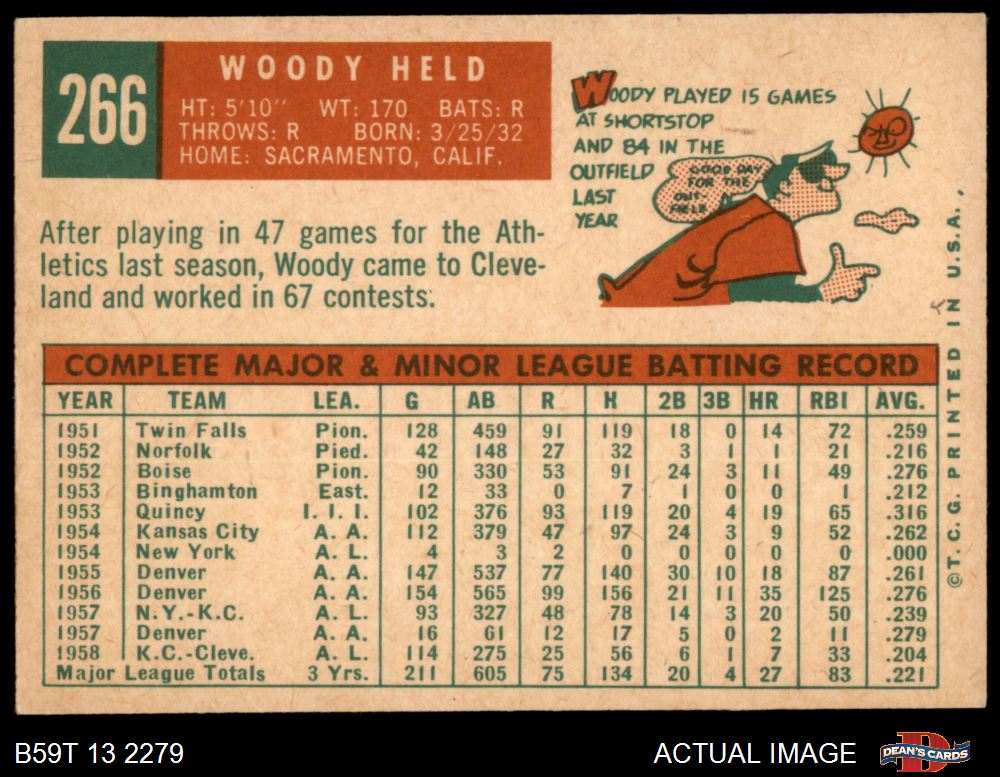 266
WOODY HELD
HT: 5'10" WT: 170 BATS: R
THROWS: R BORN: 3/25/32
HOME: SACRAMENTO, CALIF.
After playing in 47 games for the Ath-
letics last season, Woody came to Cleve-
land and worked in 67 contests.
WOODY PLAYED 15 GAMES
AT SHORTSTOP
AND 84 IN THE
OUTFIELD
LAST
YEAR
GOOD DAY
FOR THE
OUT-
FIELD
COMPLETE MAJOR & MINOR LEAGUE BATTING RECORD
YEAR TEAM LEA. G AB R H 2B 3B HR RBI AVG.
1951 Twin Falls Pion. 128 459 91 119 18 0 14 72 .259
1952 Norfolk Pied. 42 148 27 32 3 1 1 21 .216
1952 Boise Pion. 90 330 53 91 24 3 11 49 .276
1953 Binghamton East. 12 33 0 7 1 0 0 1 .212
1953 Quincy I. I. I. 102 376 93 119 20 4 19 65 .316
1954 Kansas City A. A. 112 379 47 97 24 3 9 52 .262
1954 New York A. L. 4 3 2 0 0 0 0 0 .000
1955 Denver A. A. 147 537 77 140 30 10 18 87 .261
1956 Denver A. A. 154 565 99 156 21 11 35 125 .276
1957 N.Y.-K.C. A. L. 93 327 48 78 14 3 20 50 .239
1957 Denver A. A. 16 61 12 17 5 0 2 11 .279
1958 K.C.-Cleve. A. L. 114 275 25 56 6 1 7 33 .204
Major League Totals 3 Yrs. 211 605 75 134 20 4 27 83 .221
© T. C. G. PRINTED IN U.S.A.
B59T 13 2279
ACTUAL IMAGE
DEAN'S CARDS